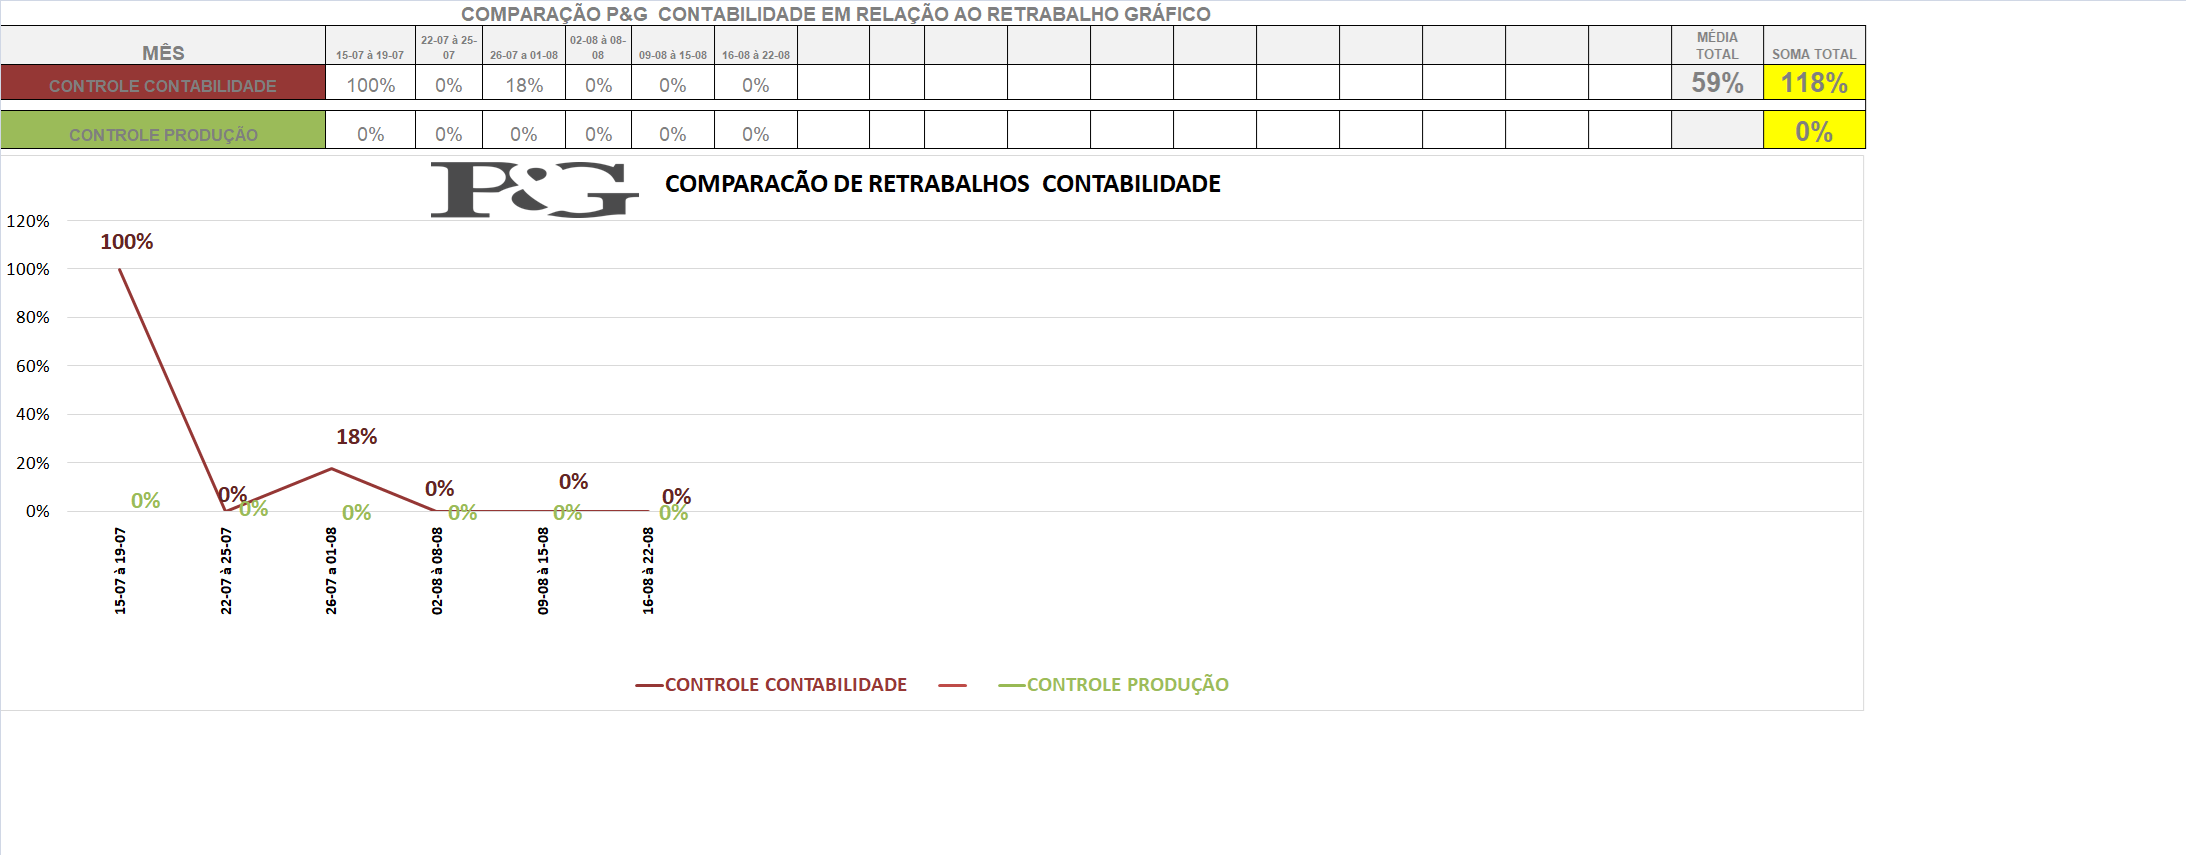 COMPARAÇÃO P&G CONTABILIDADE EM RELAÇÃO AO RETRABALHO GRÁFICO
MÊS 15-07 à 19-07 22-07 à 25-07 26-07 a 01-08 02-08 à 08-08 09-08 à 15-08 16-08 à 22-08 MÉDIA TOTAL SOMA TOTAL
CONTROLE CONTABILIDADE 100% 0% 18% 0% 0% 0% 59% 118%
CONTROLE PRODUÇÃO 0% 0% 0% 0% 0% 0% 0%
P&G COMPARACÃO DE RETRABALHOS CONTABILIDADE
120%
100%
80%
60%
40%
20%
0%
100%
0%
18%
0%
0%
0%
0%
0%
0%
0%
0%
0%
15-07 à 19-07
22-07 à 25-07
26-07 a 01-08
02-08 à 08-08
09-08 à 15-08
16-08 à 22-08
CONTROLE CONTABILIDADE CONTROLE PRODUÇÃO